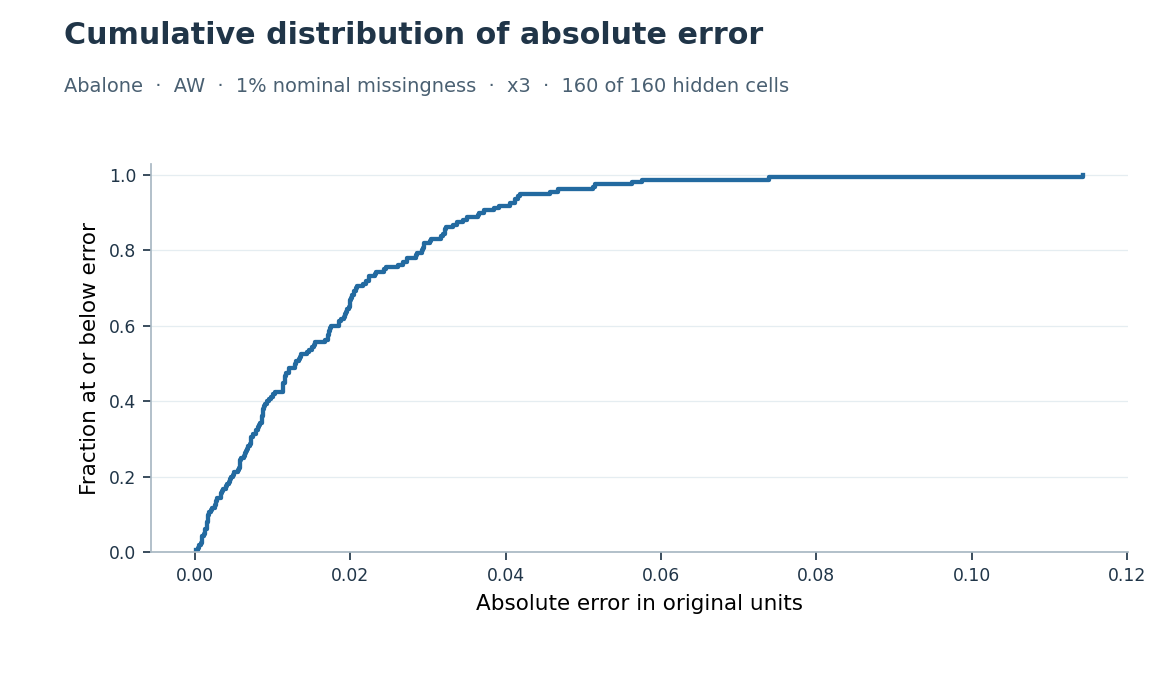 Cumulative distribution of absolute error
Abalone · AW · 1% nominal missingness · x3 · 160 of 160 hidden cells
Fraction at or below error
1.0
0.8
0.6
0.4
0.2
0.0
0.00 0.02 0.04 0.06 0.08 0.10 0.12
Absolute error in original units